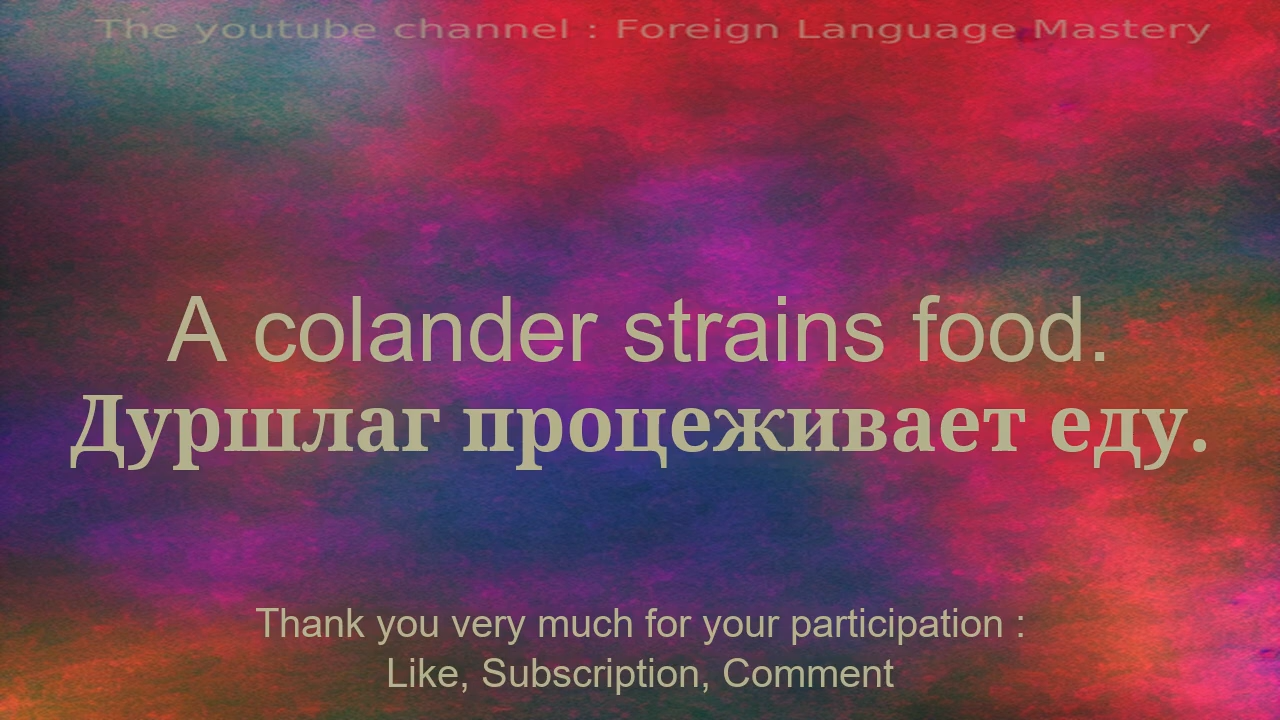 The youtube channel : Foreign Language Mastery
A colander strains food.
Дуршлаг процеживает еду.
Thank you very much for your participation :
Like, Subscription, Comment